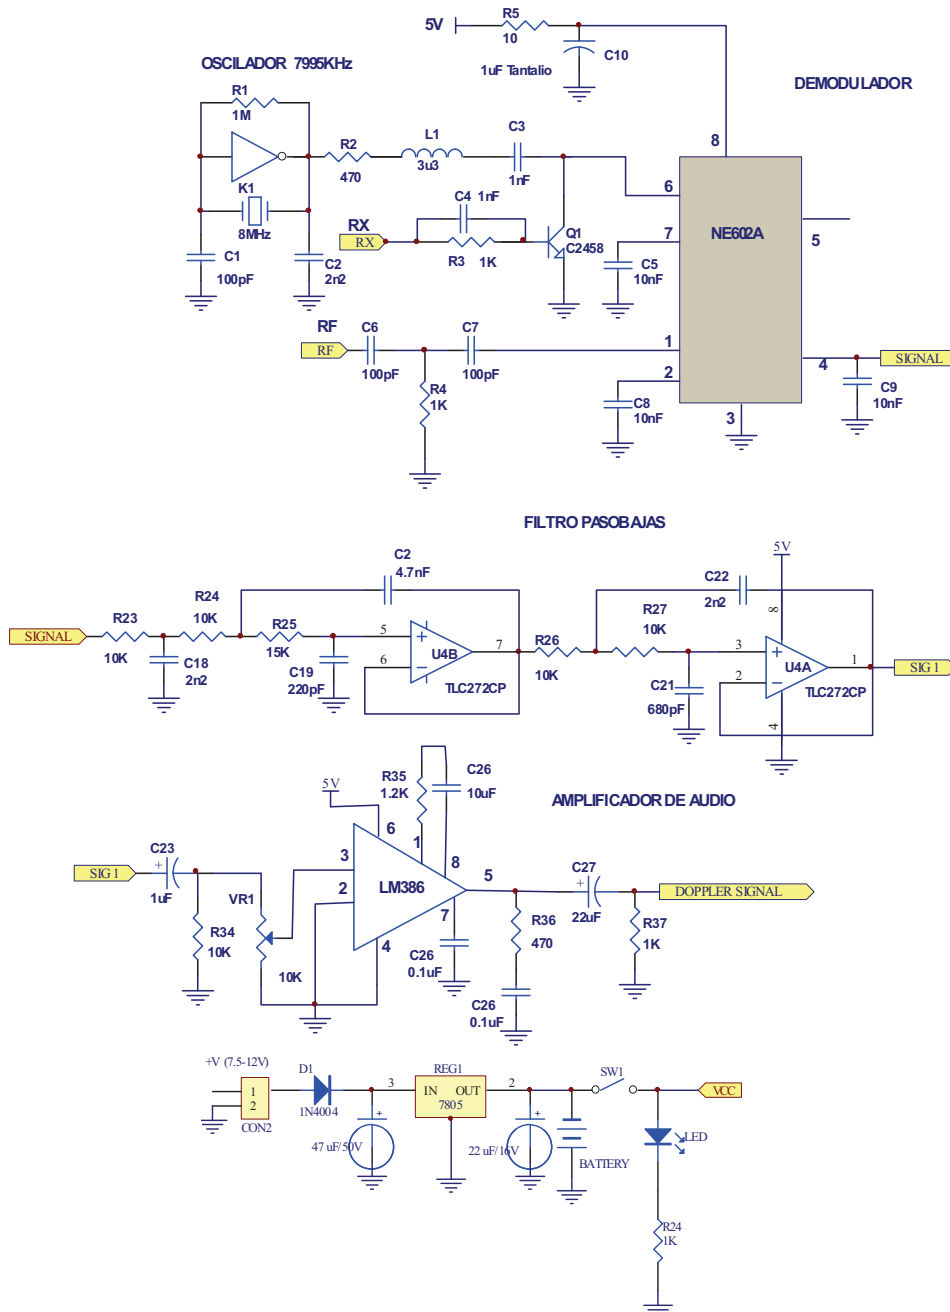 5V
R5
10
C10
1uF Tantalio
OSCILADOR 7995KHz
DEMODULADOR
R1
1M
R2
470
L1
3u3
C3
1nF
8
K1
8MHz
C4
1nF
RX
RX
R3
1K
Q1
C2458
6
7
NE602A
5
C1
100pF
C2
2n2
C5
10nF
RF
RF
C6
100pF
C7
100pF
1
2
R4
1K
C8
10nF
3
4
SIGNAL
C9
10nF
FILTRO PASOBAJAS
SIGNAL
R23
10K
R24
10K
C18
2n2
R25
15K
C19
220pF
C2
4.7nF
5
6
U4B
7
TLC272CP
R26
10K
R27
10K
C22
2n2
5V
8
C21
680pF
3
2
U4A
1
TLC272CP
4
SIG 1
AMPLIFICADOR DE AUDIO
5V
R35
1.2K
C26
10uF
SIG 1
C23
1uF
R34
10K
VR1
10K
3
2
6
1
8
LM386
5
7
4
C26
0.1uF
R36
470
C26
0.1uF
C27
22uF
R37
1K
DOPPLER SIGNAL
+V (7.5-12V)
1
2
CON2
D1
1N4004
47 uF/50V
3
REG1
IN OUT
7805
2
22 uF/16V
BATTERY
SW1
VCC
LED
R24
1K